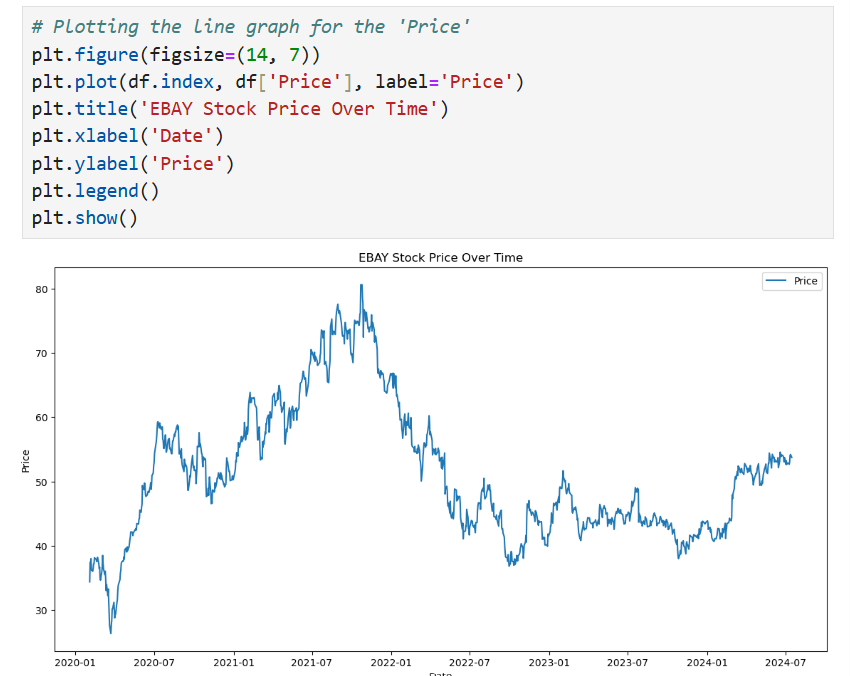 # Plotting the line graph for the 'Price'
plt.figure(figsize=(14, 7))
plt.plot(df.index, df['Price'], label='Price')
plt.title('EBAY Stock Price Over Time')
plt.xlabel('Date')
plt.ylabel('Price')
plt.legend()
plt.show()
EBAY Stock Price Over Time
Price
80
70
60
50
40
30
Price
2020-01 2020-07 2021-01 2021-07 2022-01 2022-07 2023-01 2023-07 2024-01 2024-07
Date